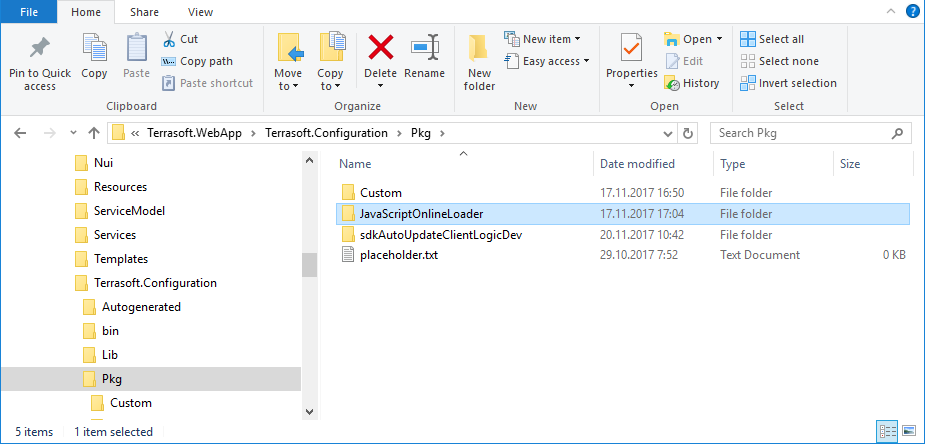 File Home Share View
Pin to Quick access
Copy
Paste
Cut
Copy path
Paste shortcut
Clipboard
Move to
Copy to
Delete
Rename
Organize
New folder
New item
Easy access
New
Properties
Open
Edit
History
Open
Select all
Select none
Invert selection
Select
« Terrasoft.WebApp > Terrasoft.Configuration > Pkg >
Search Pkg
Nui
Resources
ServiceModel
Services
Templates
Terrasoft.Configuration
Autogenerated
bin
Lib
Pkg
Custom
Name Date modified Type Size
Custom 17.11.2017 16:50 File folder
JavaScriptOnlineLoader 17.11.2017 17:04 File folder
sdkAutoUpdateClientLogicDev 20.11.2017 10:42 File folder
placeholder.txt 29.10.2017 7:52 Text Document 0 KB
5 items 1 item selected